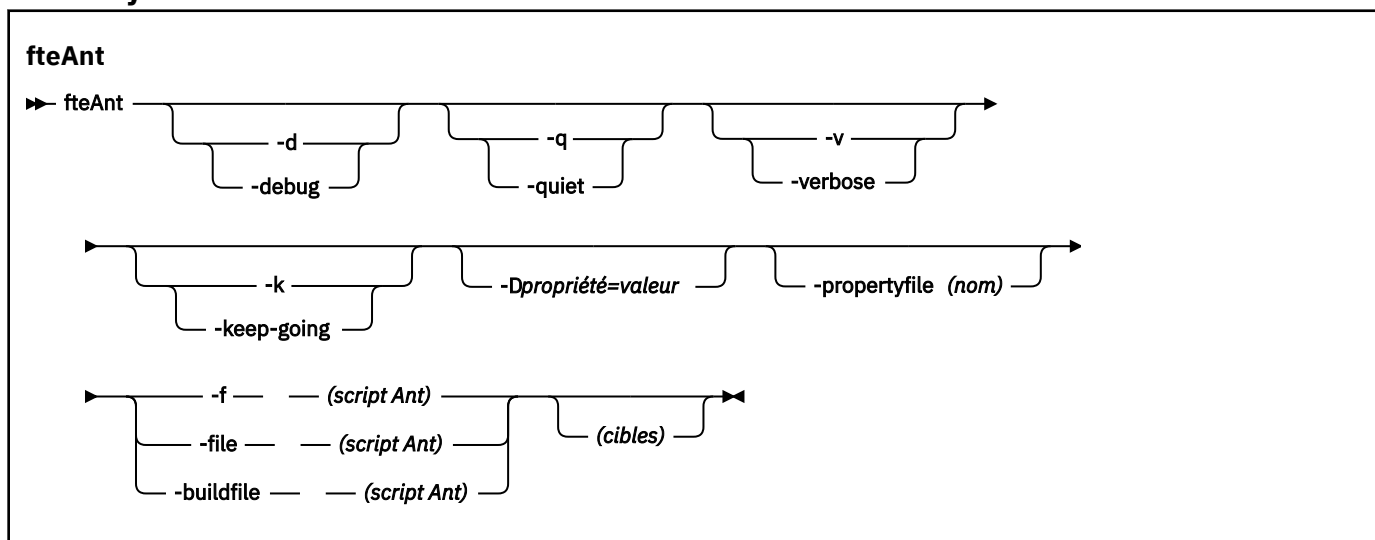 fteAnt
fteAnt
-d
-debug
-q
-quiet
-v
-verbose
-k
-keep-going
-Dpropriété=valeur
-propertyfile (nom)
-f (script Ant)
-file (script Ant)
-buildfile (script Ant)
(cibles)